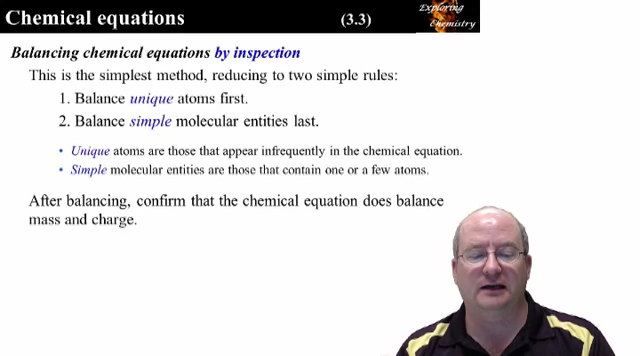 Chemical equations (3.3)
Exploring
Chemistry
Balancing chemical equations by inspection
This is the simplest method, reducing to two simple rules:
1. Balance unique atoms first.
2. Balance simple molecular entities last.
• Unique atoms are those that appear infrequently in the chemical equation.
• Simple molecular entities are those that contain one or a few atoms.
After balancing, confirm that the chemical equation does balance
mass and charge.